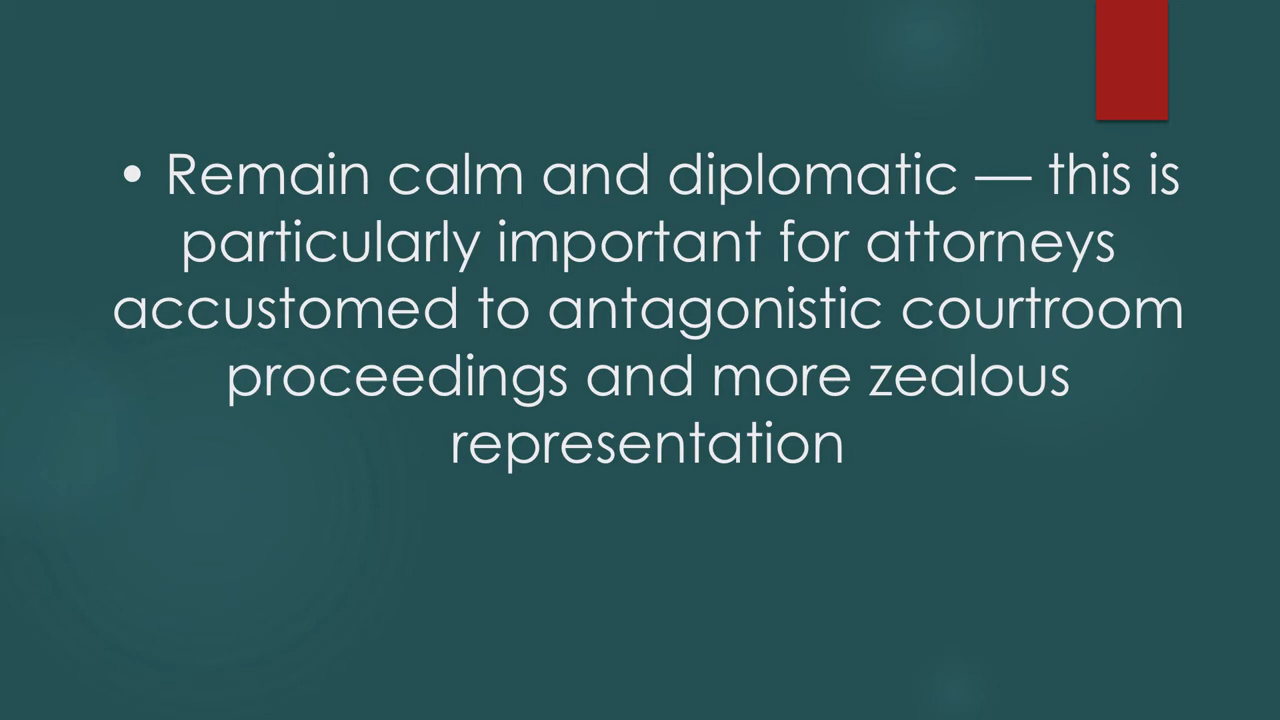 • Remain calm and diplomatic — this is
particularly important for attorneys
accustomed to antagonistic courtroom
proceedings and more zealous
representation